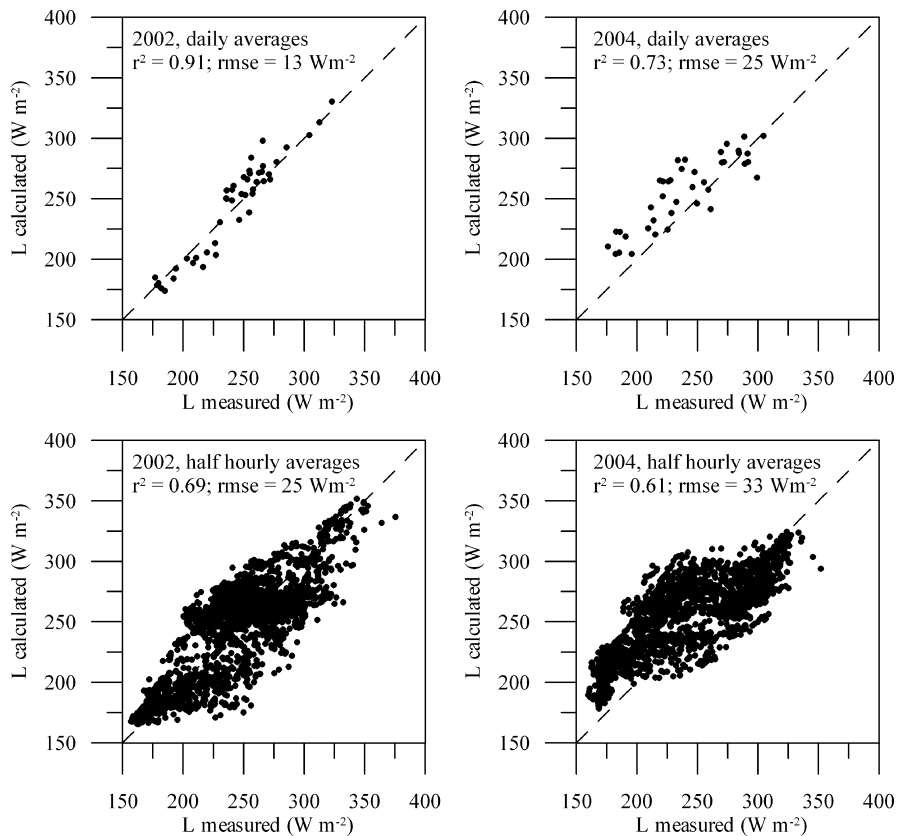 400
350
300
250
200
150
L calculated (W m-2)
2002, daily averages
r2 = 0.91; rmse = 13 Wm-2
150 200 250 300 350 400
L measured (W m-2)
400
350
300
250
200
150
L calculated (W m-2)
2004, daily averages
r2 = 0.73; rmse = 25 Wm-2
150 200 250 300 350 400
L measured (W m-2)
400
350
300
250
200
150
L calculated (W m-2)
2002, half hourly averages
r2 = 0.69; rmse = 25 Wm-2
150 200 250 300 350 400
L measured (W m-2)
400
350
300
250
200
150
L calculated (W m-2)
2004, half hourly averages
r2 = 0.61; rmse = 33 Wm-2
150 200 250 300 350 400
L measured (W m-2)